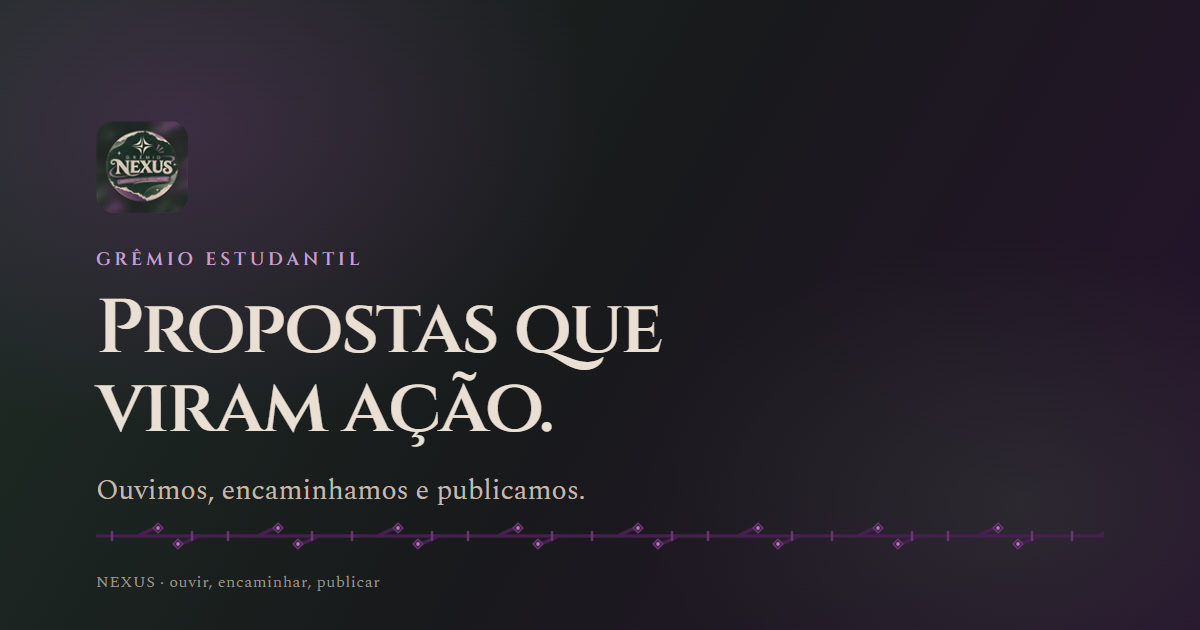 GRÊMIO
NEXUS
GRÊMIO ESTUDANTIL
PROPOSTAS QUE
VIRAM AÇÃO.
Ouvimos, encaminhamos e publicamos.
NEXUS · ouvir, encaminhar, publicar